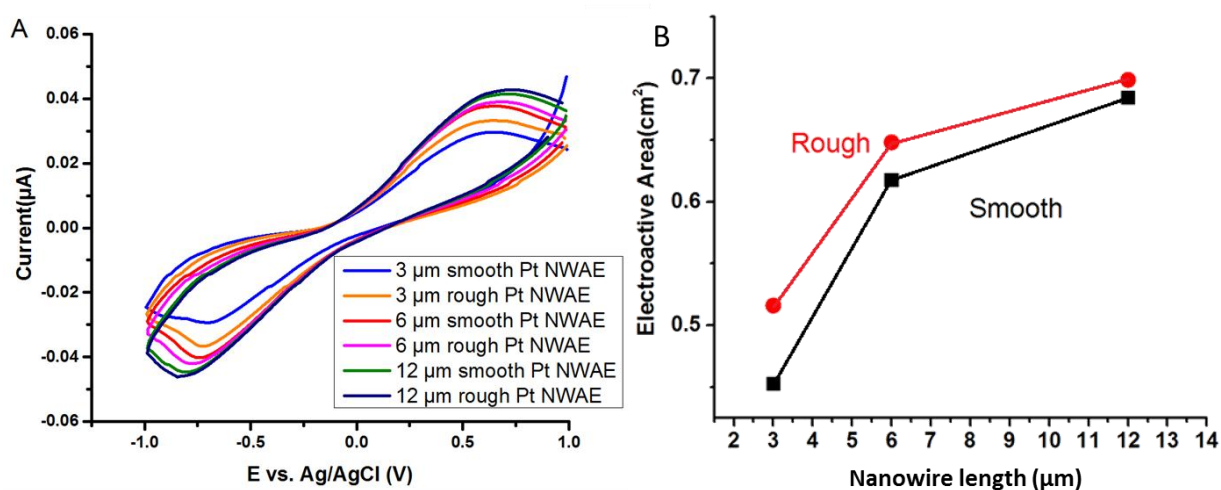 A
0.06
0.04
0.02
0.00
-0.02
-0.04
-0.06
Current(µA)
-1.0
-0.5
0.0
0.5
1.0
E vs. Ag/AgCl (V)
3 µm smooth Pt NWAE
3 µm rough Pt NWAE
6 µm smooth Pt NWAE
6 µm rough Pt NWAE
12 µm smooth Pt NWAE
12 µm rough Pt NWAE
B
0.7
0.6
0.5
Electroactive Area(cm²)
Rough
Smooth
2 3 4 5 6 7 8 9 10 11 12 13 14
Nanowire length (µm)